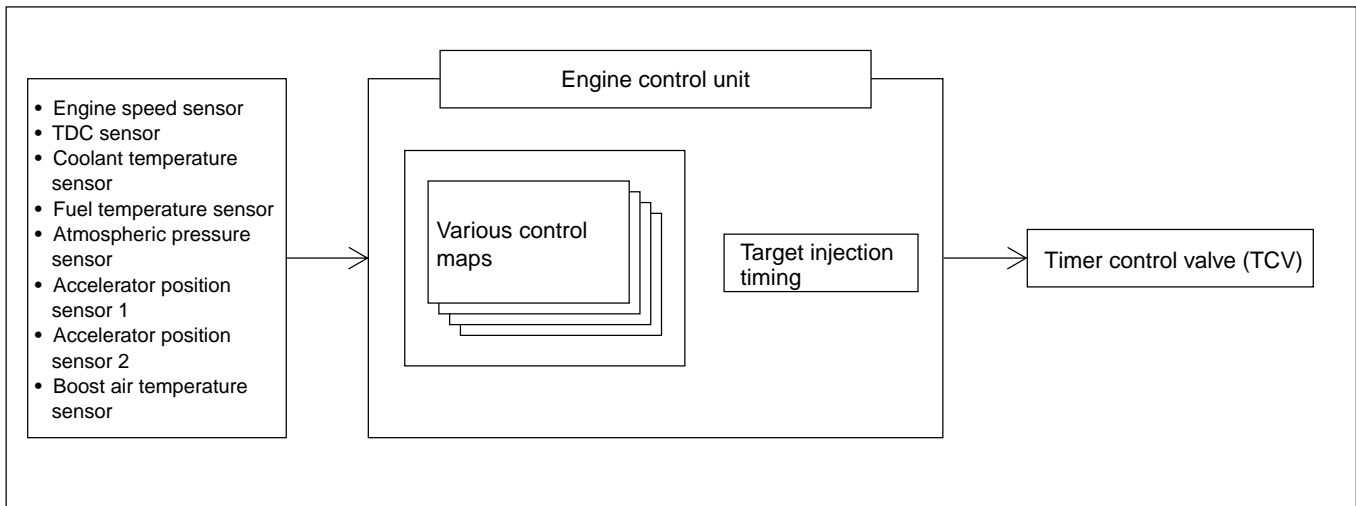 Engine control unit
• Engine speed sensor
• TDC sensor
• Coolant temperature
sensor
• Fuel temperature sensor
• Atmospheric pressure
sensor
• Accelerator position
sensor 1
• Accelerator position
sensor 2
• Boost air temperature
sensor
Various control
maps
Target injection
timing
Timer control valve (TCV)